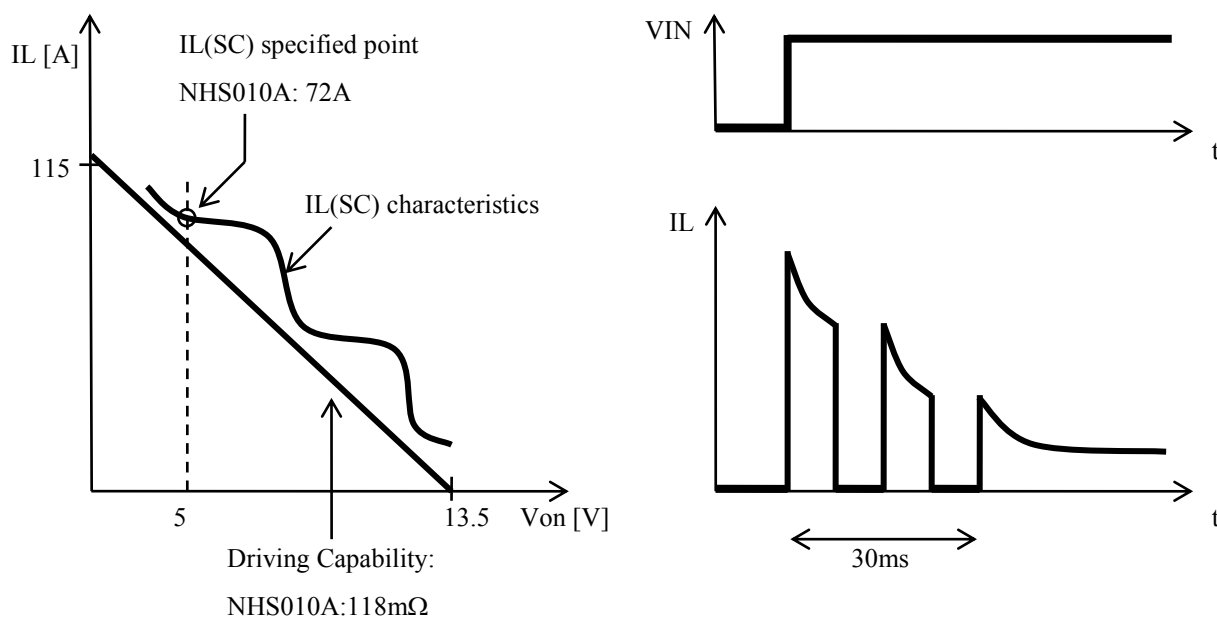 IL [A]
IL(SC) specified point
NHS010A: 72A
115
IL(SC) characteristics
5
13.5
Von [V]
Driving Capability:
NHS010A:118mΩ
VIN
t
IL
t
30ms